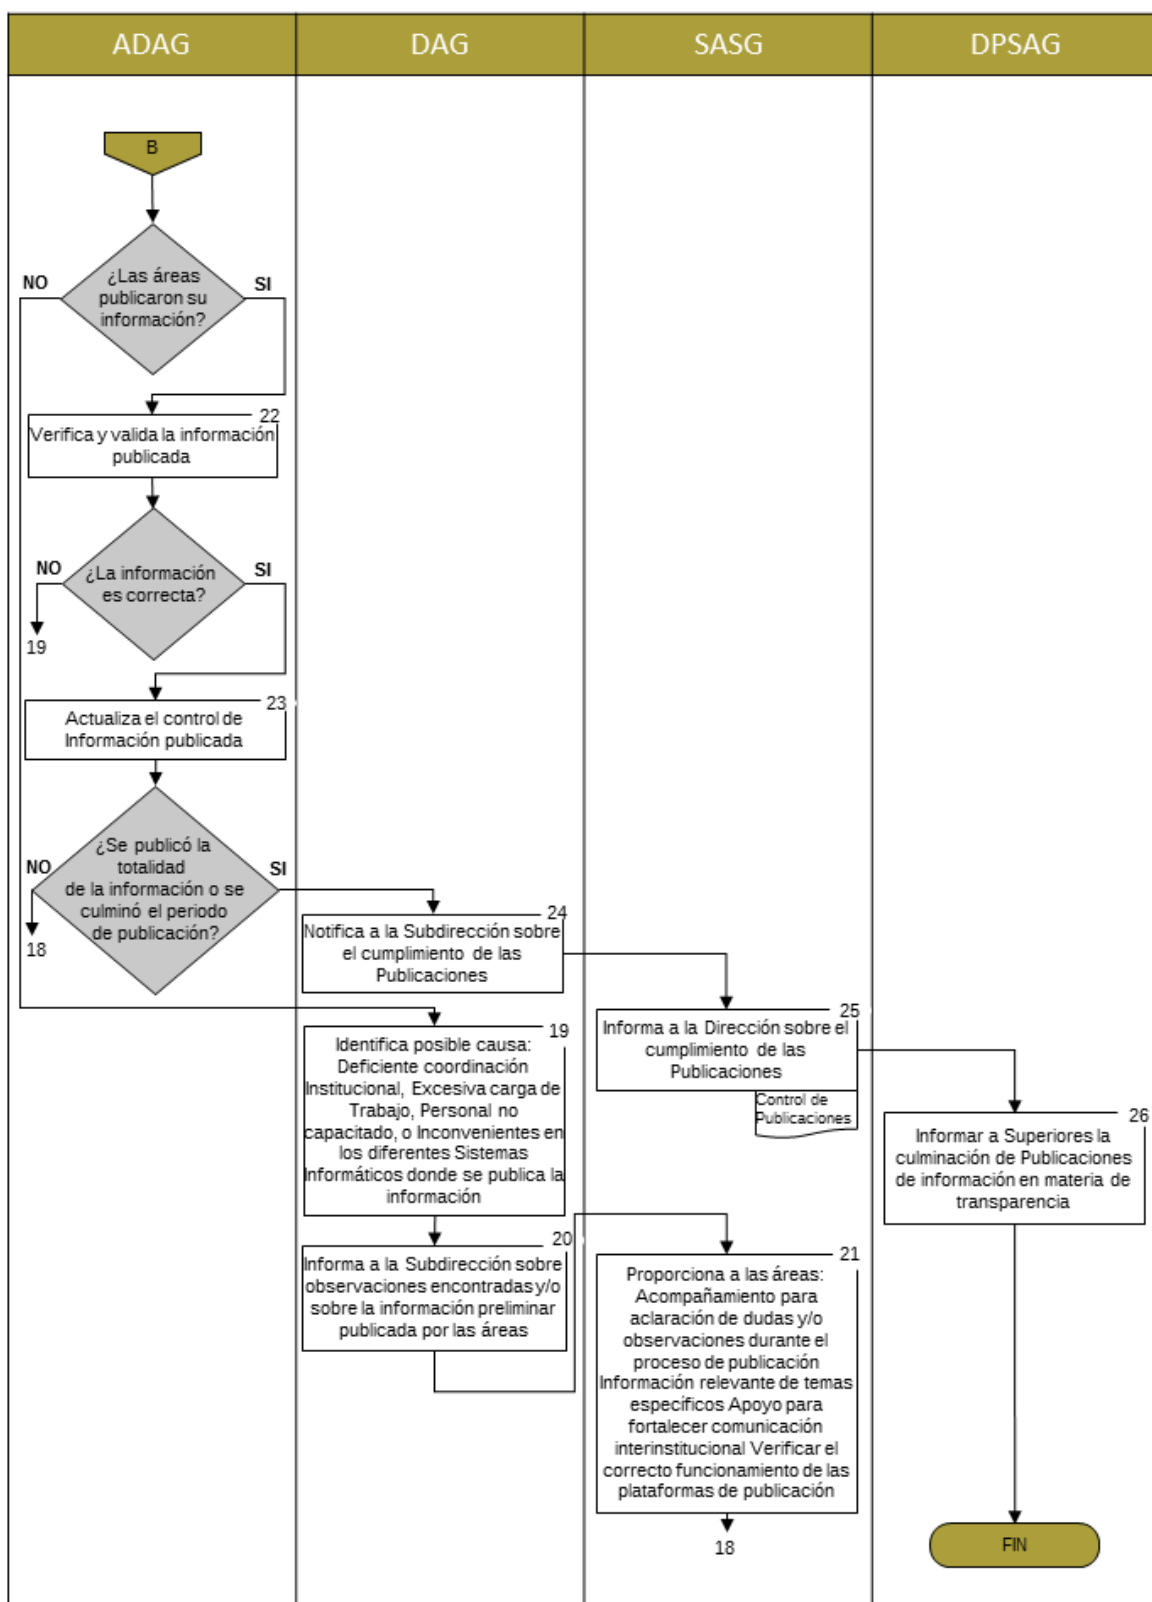 ADAG
DAG
SASG
DPSAG
B
¿Las áreas
publicaron su
información?
NO
SI
22
Verifica y valida la información
publicada
¿La información
es correcta?
NO
SI
19
23
Actualiza el control de
Información publicada
¿Se publicó la
totalidad
de la información o se
culminó el periodo
de publicación?
NO
SI
18
24
Notifica a la Subdirección sobre
el cumplimiento de las
Publicaciones
25
Informa a la Dirección sobre el
cumplimiento de las
Publicaciones
Control de
Publicaciones
26
Informar a Superiores la
culminación de Publicaciones
de información en materia de
transparencia
19
Identifica posible causa:
Deficiente coordinación
Institucional, Excesiva carga de
Trabajo, Personal no
capacitado, o Inconvenientes en
los diferentes Sistemas
Informáticos donde se publica la
información
20
Informa a la Subdirección sobre
observaciones encontradas y/o
sobre la información preliminar
publicada por las áreas
21
Proporciona a las áreas:
Acompañamiento para
aclaración de dudas y/o
observaciones durante el
proceso de publicación
Información relevante de temas
específicos Apoyo para
fortalecer comunicación
interinstitucional Verificar el
correcto funcionamiento de las
plataformas de publicación
18
FIN